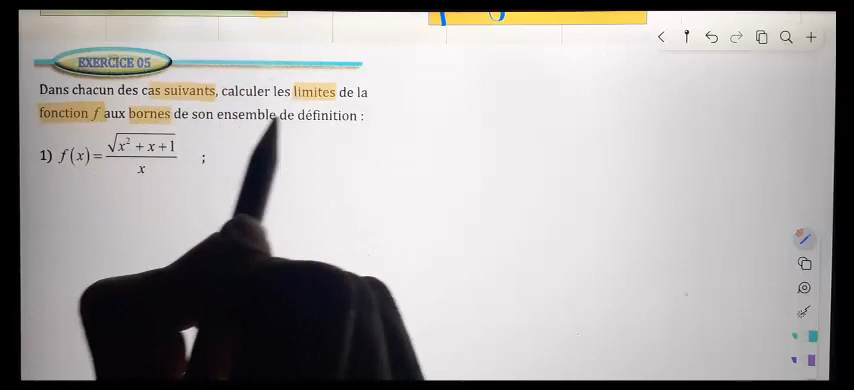 EXERCICE 05
Dans chacun des cas suivants, calculer les limites de la
fonction f aux bornes de son ensemble de définition :
1) f(x) = √(x² + x + 1) / x ;